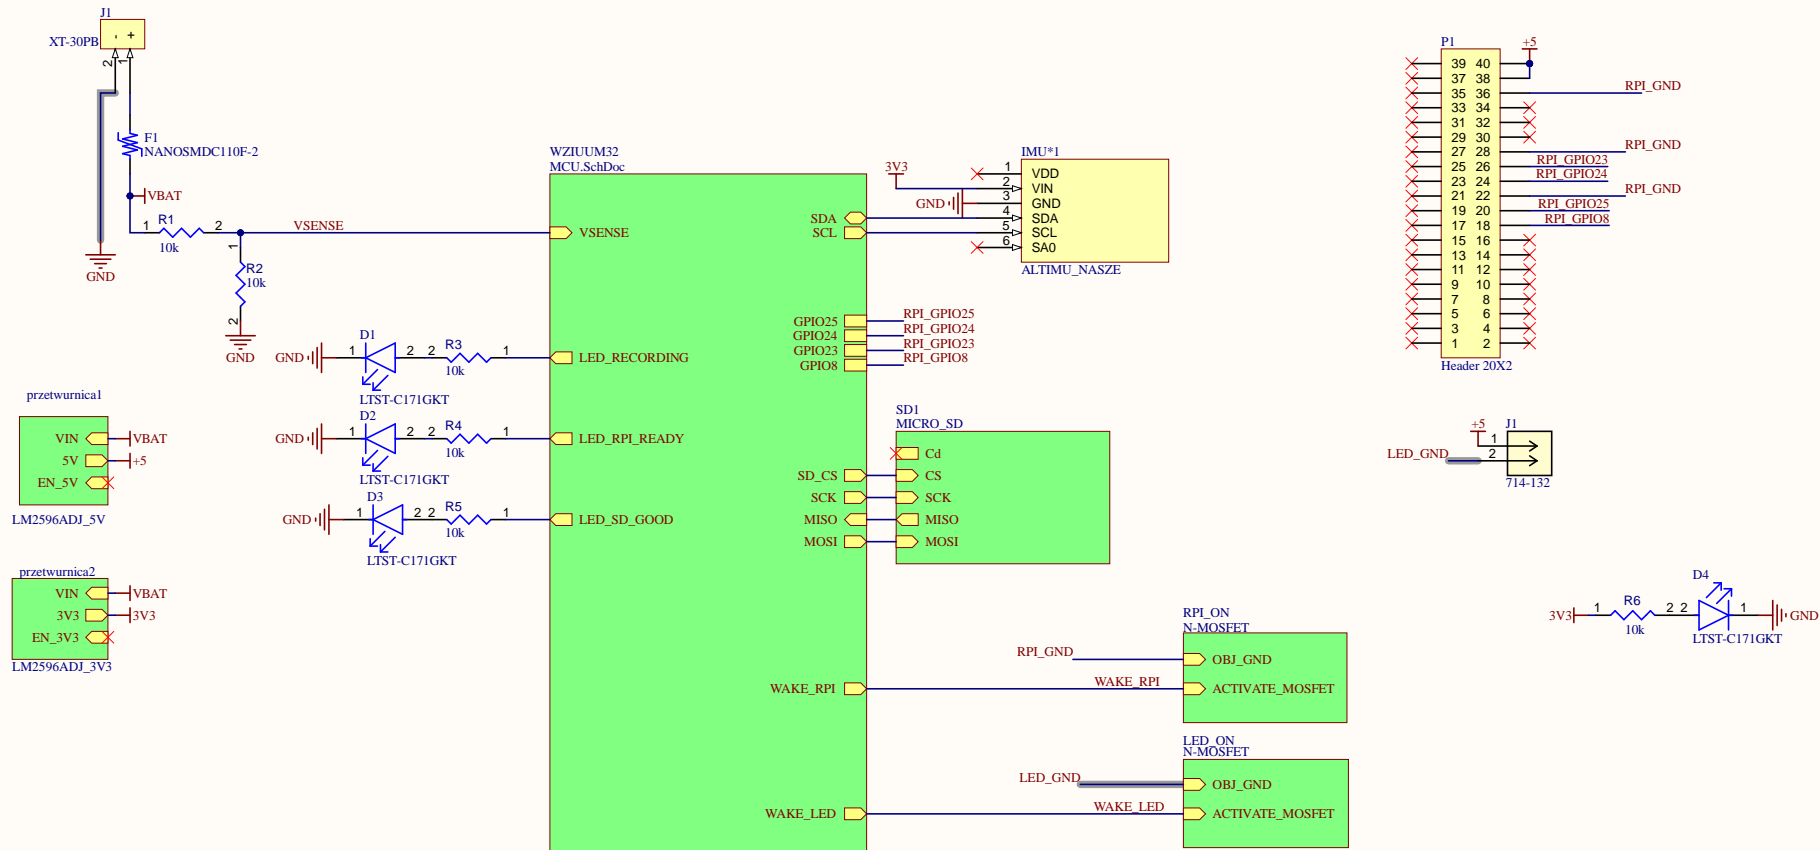 J1
XT-30PB
- +
2 1
F1
NANOSMDC110F-2
VBAT
1 R1 2
10k
VSENSE
GND
1
R2
10k
2
GND
przetwurnica1
VIN VBAT
5V +5
EN_5V
LM2596ADJ_5V
przetwurnica2
VIN VBAT
3V3 3V3
EN_3V3
LM2596ADJ_3V3
D1
GND 1 2 2 R3 1
10k
LTST-C171GKT
D2
GND 1 2 2 R4 1
10k
LTST-C171GKT
D3
GND 1 2 2 R5 1
10k
LTST-C171GKT
WZIUUM32
MCU.SchDoc
VSENSE
LED_RECORDING
LED_RPI_READY
LED_SD_GOOD
SDA
SCL
GPIO25 RPI_GPIO25
GPIO24 RPI_GPIO24
GPIO23 RPI_GPIO23
GPIO8 RPI_GPIO8
SD_CS
SCK
MISO
MOSI
WAKE_RPI
WAKE_LED
3V3
GND
IMU*1
1 VDD
2 VIN
3 GND
4 SDA
5 SCL
6 SA0
ALTIMU_NASZE
SD1
MICRO_SD
Cd
CS
SCK
MISO
MOSI
RPI_ON
N-MOSFET
RPI_GND OBJ_GND
WAKE_RPI ACTIVATE_MOSFET
LED_ON
N-MOSFET
LED_GND OBJ_GND
WAKE_LED ACTIVATE_MOSFET
P1
+5
39 40
37 38
35 36 RPI_GND
33 34
31 32
29 30
27 28 RPI_GND
25 26 RPI_GPIO23
23 24 RPI_GPIO24
21 22 RPI_GND
19 20 RPI_GPIO25
17 18 RPI_GPIO8
15 16
13 14
11 12
9 10
7 8
5 6
3 4
1 2
Header 20X2
+5 J1
1
LED_GND 2
714-132
D4
3V3 1 R6 2 2 1 GND
10k
LTST-C171GKT